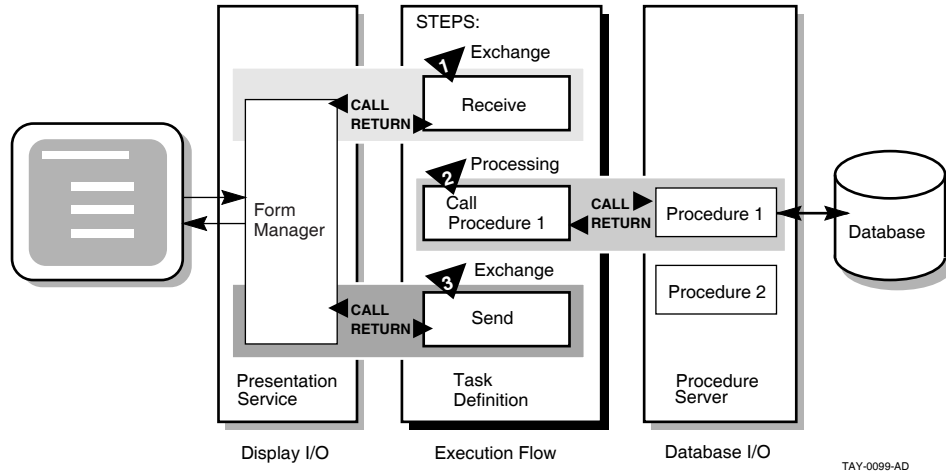 STEPS:
1
Exchange
Receive
CALL
RETURN
2
Processing
Call
Procedure 1
CALL
RETURN
Procedure 1
Database
Form
Manager
Procedure 2
3
Exchange
Send
CALL
RETURN
Presentation
Service
Task
Definition
Procedure
Server
Display I/O
Execution Flow
Database I/O
TAY-0099-AD